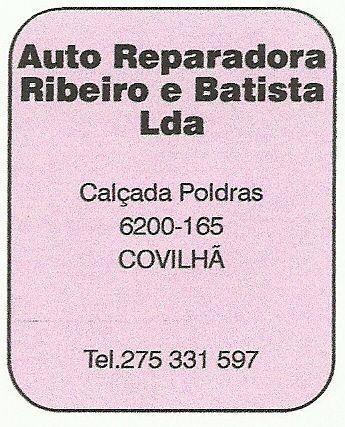 Auto Reparadora
Ribeiro e Batista
Lda
Calçada Poldras
6200-165
COVILHÃ
Tel.275 331 597